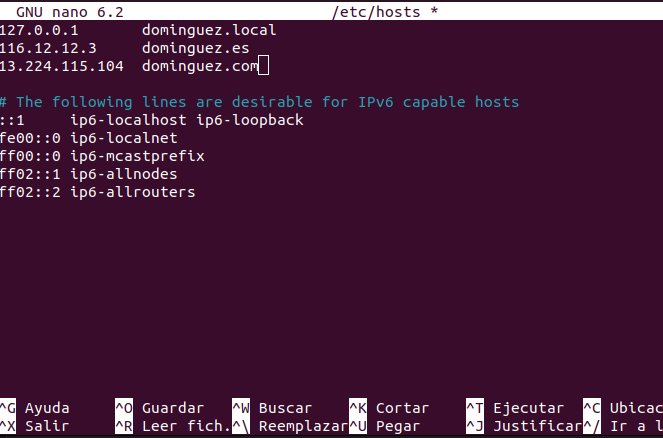 GNU nano 6.2 /etc/hosts *
127.0.0.1 dominguez.local
116.12.12.3 dominguez.es
13.224.115.104 dominguez.com
# The following lines are desirable for IPv6 capable hosts
::1 ip6-localhost ip6-loopback
fe00::0 ip6-localnet
ff00::0 ip6-mcastprefix
ff02::1 ip6-allnodes
ff02::2 ip6-allrouters
^G Ayuda ^O Guardar ^W Buscar ^K Cortar ^T Ejecutar ^C Ubicac
^X Salir ^R Leer fich. ^\ Reemplazar ^U Pegar ^J Justificar ^/ Ir a l